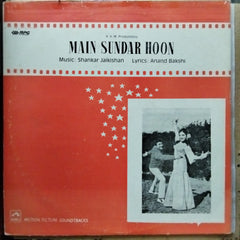 MAIN SUNDAR HOON
Music: Shankar Jaikishan Lyrics: Anand Bakshi
MOTION PICTURE SOUNDTRACKS